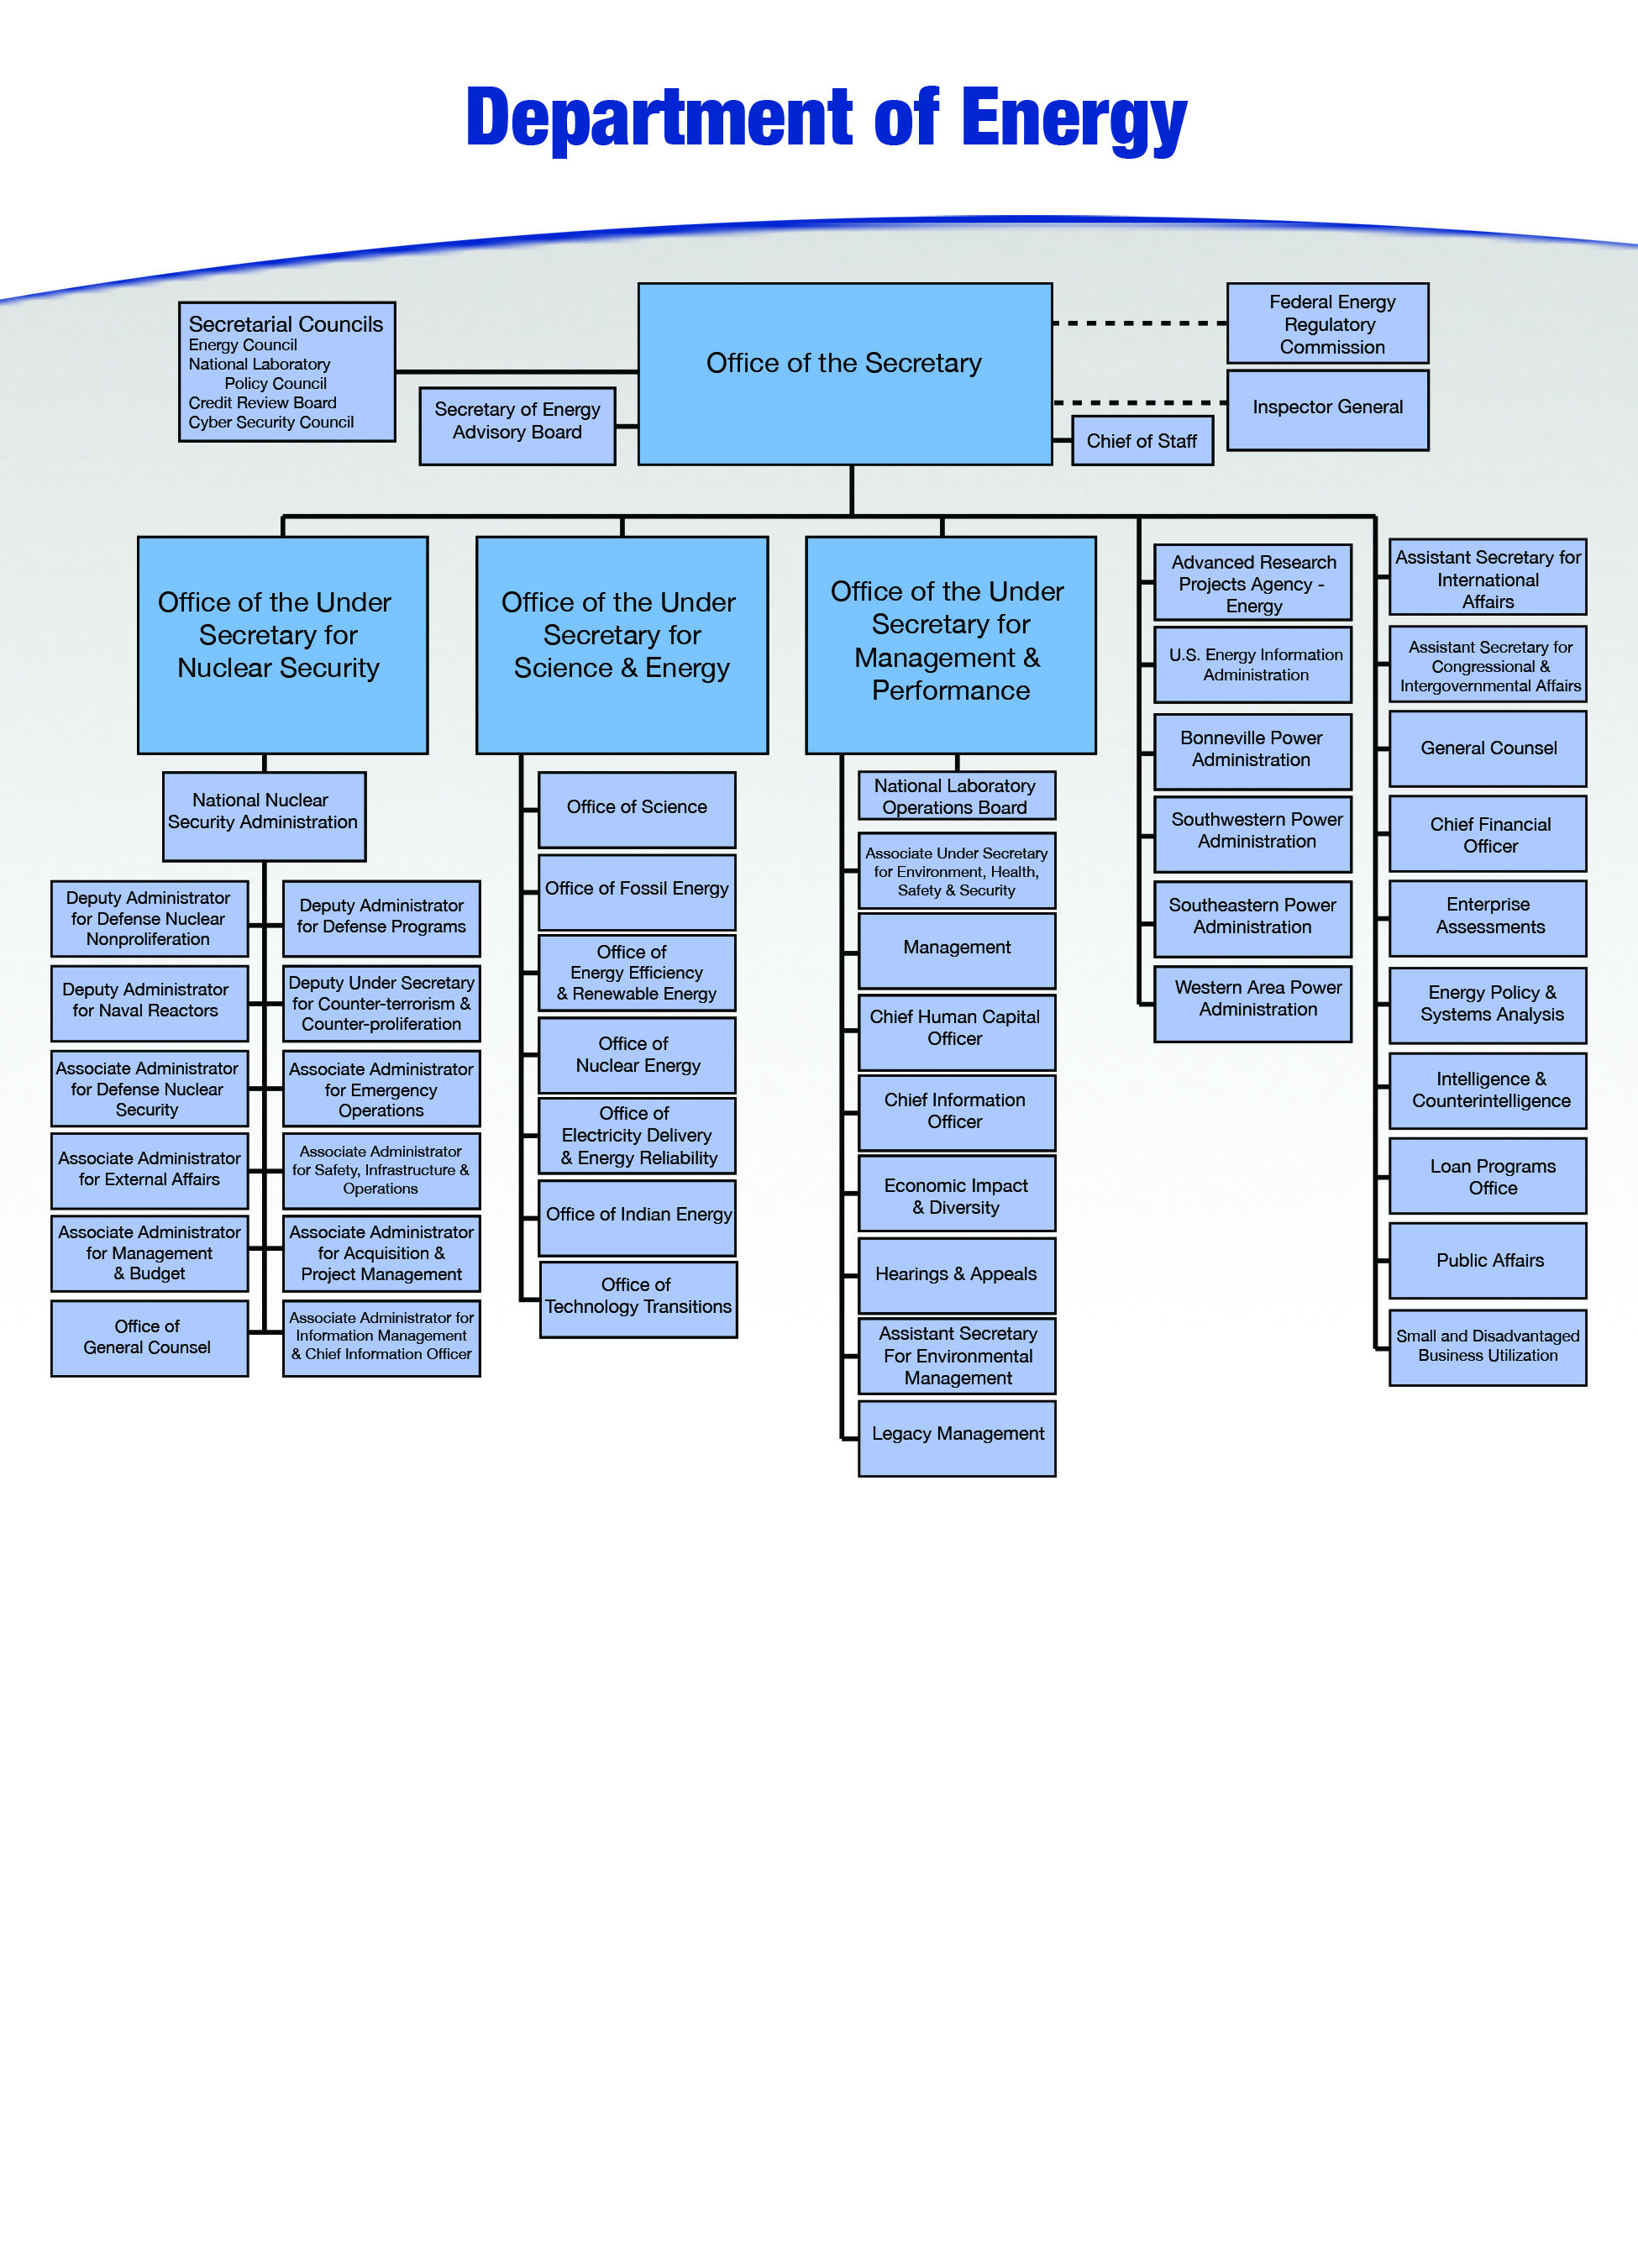 Department of Energy
Secretarial Councils
Energy Council
National Laboratory
Policy Council
Credit Review Board
Cyber Security Council
Secretary of Energy
Advisory Board
Office of the Secretary
Federal Energy
Regulatory
Commission
Inspector General
Chief of Staff
Office of the Under
Secretary for
Nuclear Security
National Nuclear
Security Administration
Deputy Administrator
for Defense Nuclear
Nonproliferation
Deputy Administrator
for Defense Programs
Deputy Administrator
for Naval Reactors
Deputy Under Secretary
for Counter-terrorism &
Counter-proliferation
Associate Administrator
for Defense Nuclear
Security
Associate Administrator
for Emergency
Operations
Associate Administrator
for External Affairs
Associate Administrator
for Safety, Infrastructure &
Operations
Associate Administrator
for Management
& Budget
Associate Administrator
for Acquisition &
Project Management
Office of
General Counsel
Associate Administrator for
Information Management
& Chief Information Officer
Office of the Under
Secretary for
Science & Energy
Office of Science
Office of Fossil Energy
Office of
Energy Efficiency
& Renewable Energy
Office of
Nuclear Energy
Office of
Electricity Delivery
& Energy Reliability
Office of Indian Energy
Office of
Technology Transitions
Office of the Under
Secretary for
Management &
Performance
National Laboratory
Operations Board
Associate Under Secretary
for Environment, Health,
Safety & Security
Management
Chief Human Capital
Officer
Chief Information
Officer
Economic Impact
& Diversity
Hearings & Appeals
Assistant Secretary
For Environmental
Management
Legacy Management
Advanced Research
Projects Agency -
Energy
U.S. Energy Information
Administration
Bonneville Power
Administration
Southwestern Power
Administration
Southeastern Power
Administration
Western Area Power
Administration
Assistant Secretary for
International
Affairs
Assistant Secretary for
Congressional &
Intergovernmental Affairs
General Counsel
Chief Financial
Officer
Enterprise
Assessments
Energy Policy &
Systems Analysis
Intelligence &
Counterintelligence
Loan Programs
Office
Public Affairs
Small and Disadvantaged
Business Utilization